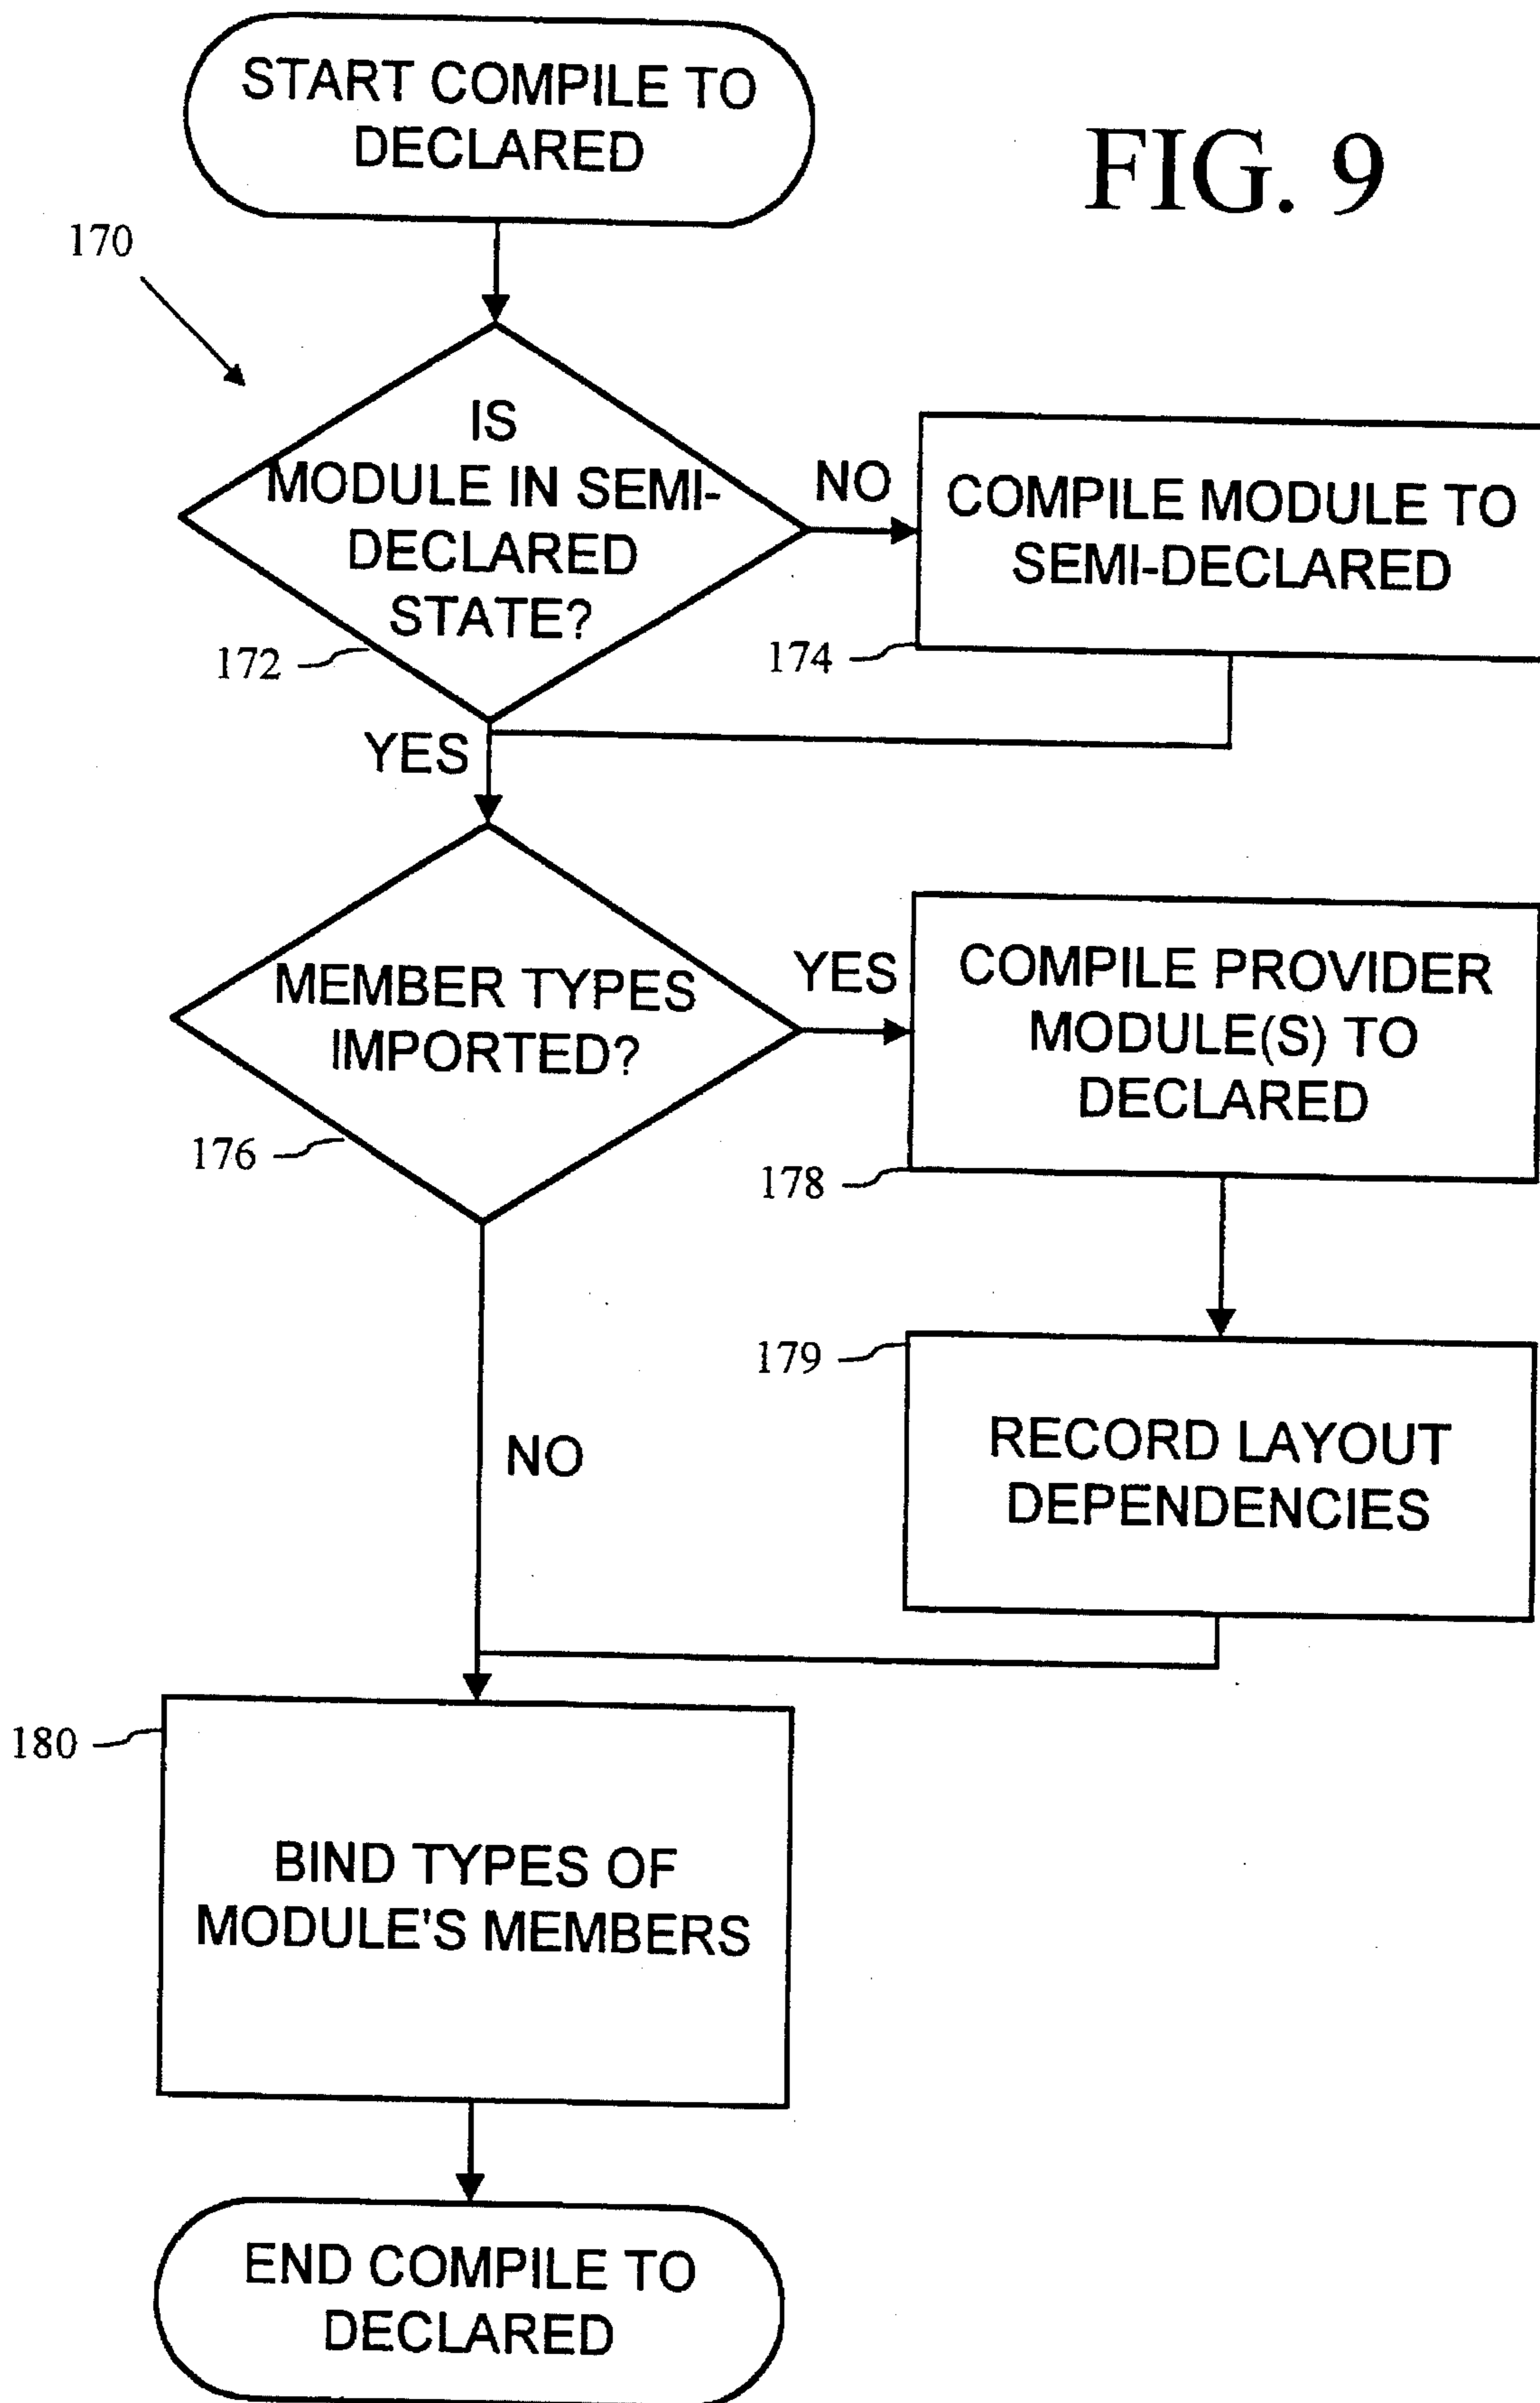 START COMPILE TO
DECLARED
FIG. 9
170
IS
MODULE IN SEMI-
DECLARED
STATE?
172
NO
COMPILE MODULE TO
SEMI-DECLARED
174
YES
MEMBER TYPES
IMPORTED?
176
YES
COMPILE PROVIDER
MODULE(S) TO
DECLARED
178
179
RECORD LAYOUT
DEPENDENCIES
NO
180
BIND TYPES OF
MODULE'S MEMBERS
END COMPILE TO
DECLARED